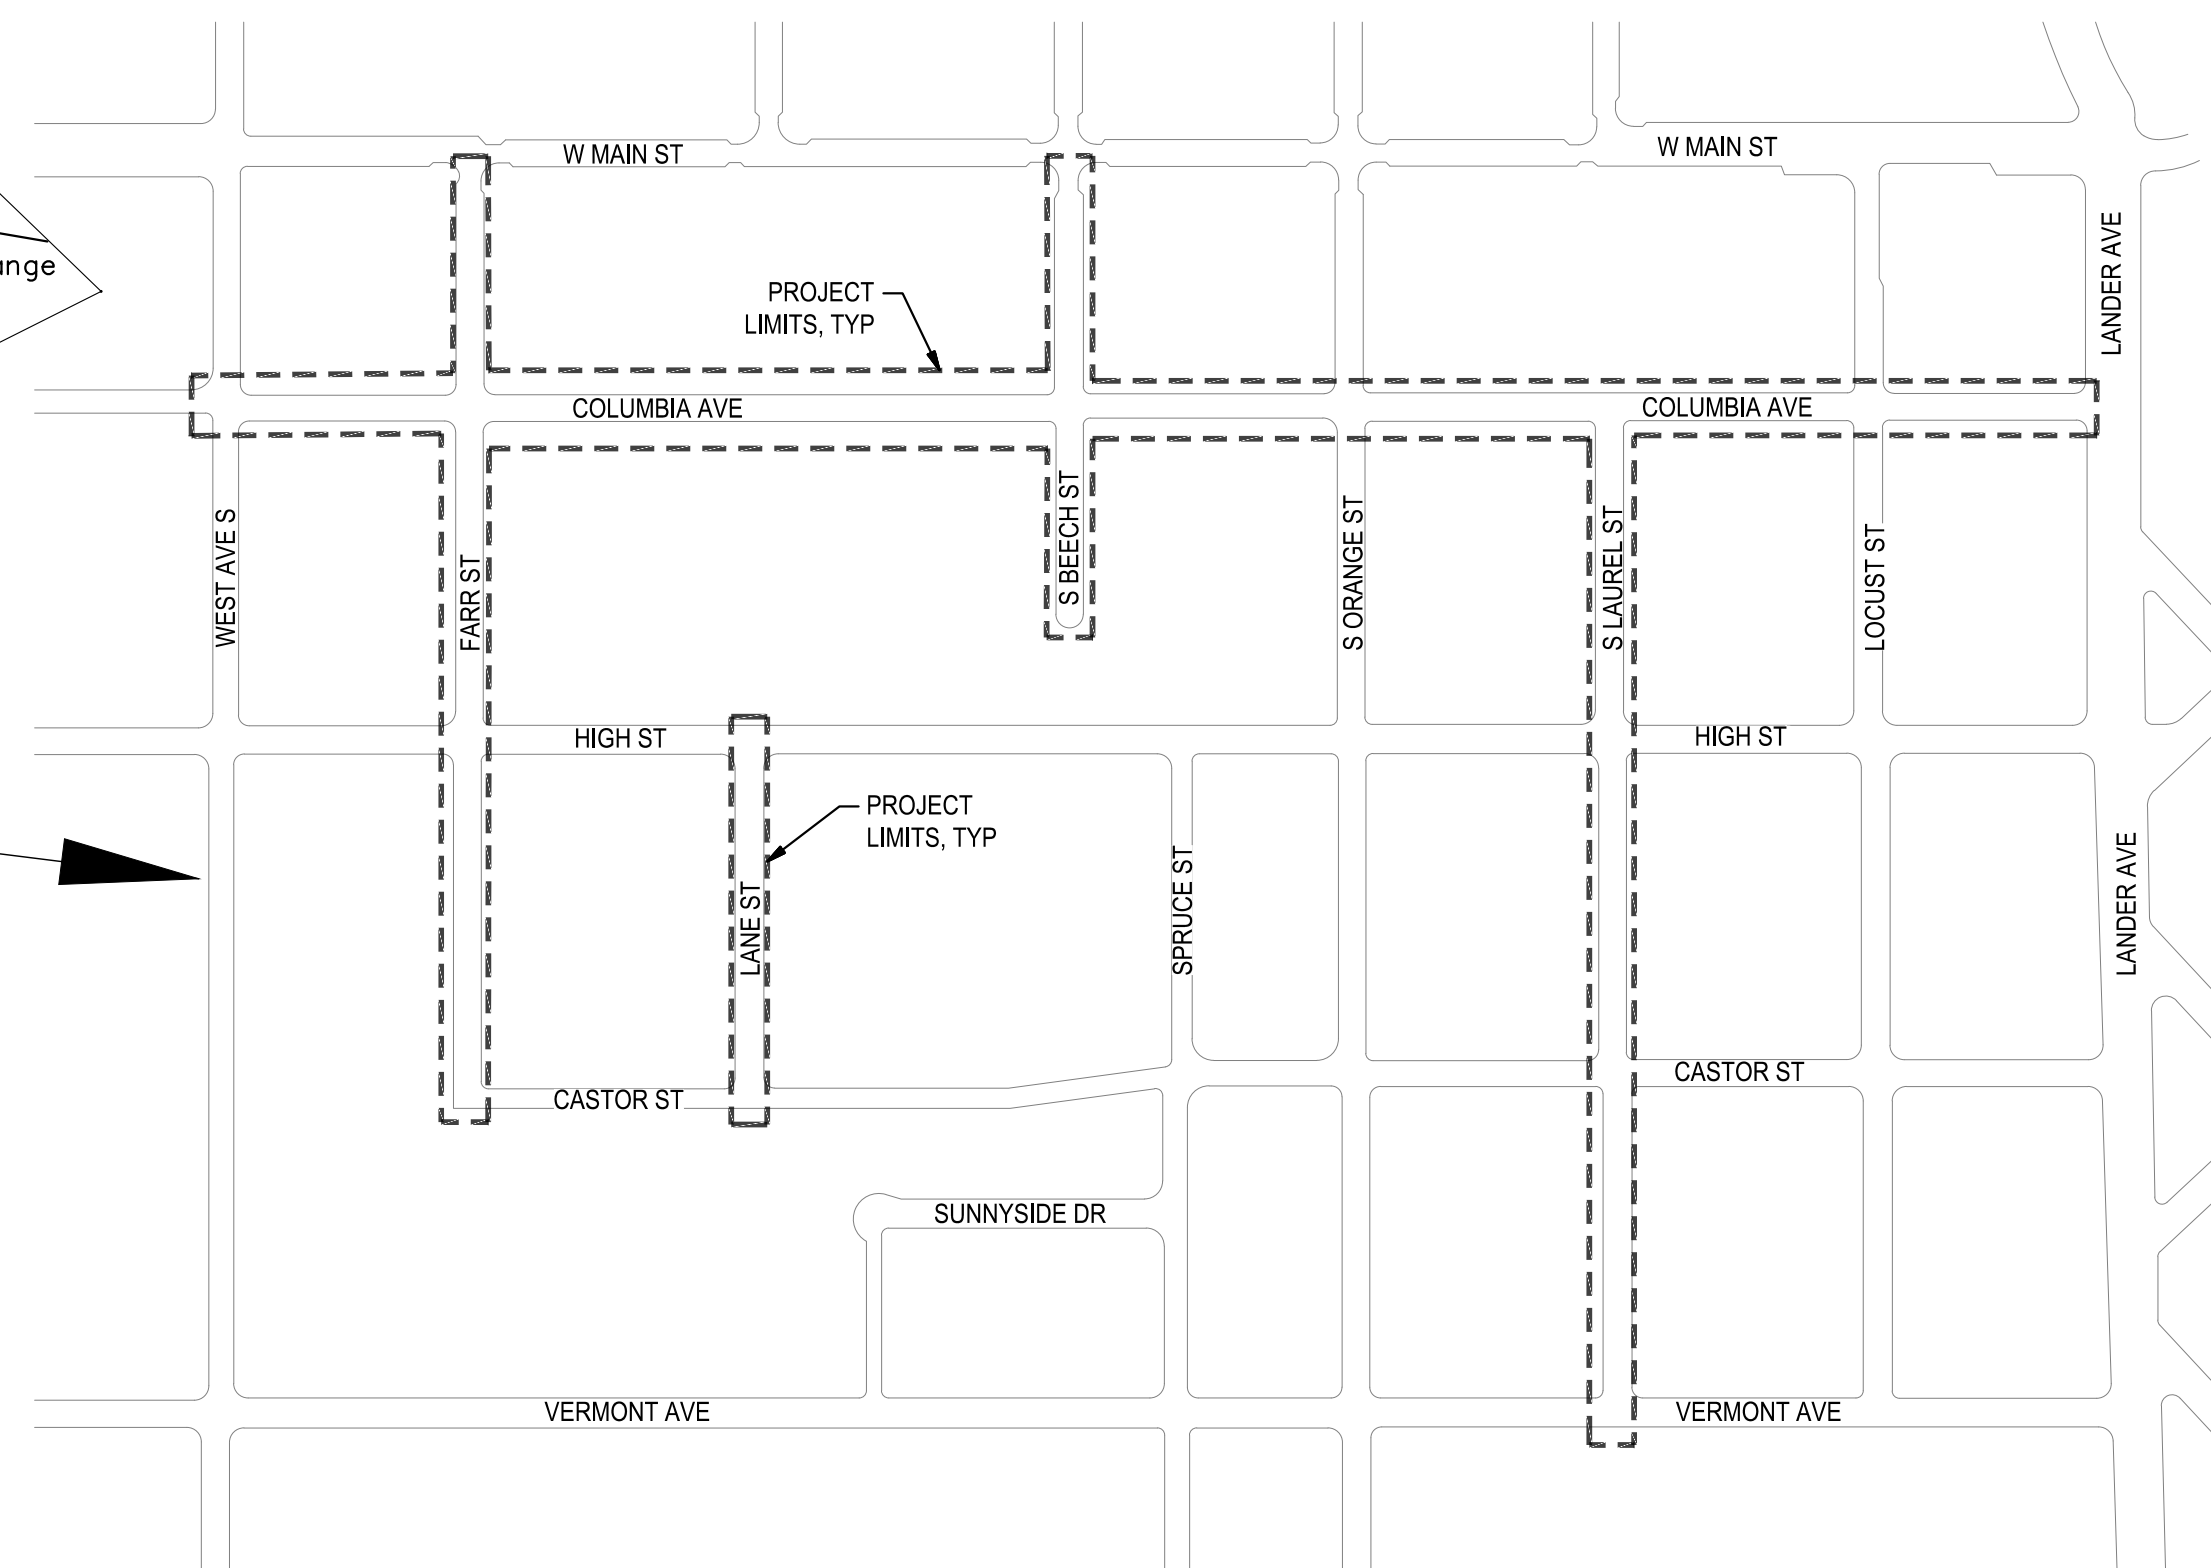 W MAIN ST
W MAIN ST
LANDER AVE
ange
PROJECT
LIMITS, TYP
COLUMBIA AVE
COLUMBIA AVE
WEST AVE S
FARR ST
S BEECH ST
S ORANGE ST
S LAUREL ST
LOCUST ST
HIGH ST
HIGH ST
PROJECT
LIMITS, TYP
LANE ST
SPRUCE ST
LANDER AVE
CASTOR ST
CASTOR ST
SUNNYSIDE DR
VERMONT AVE
VERMONT AVE